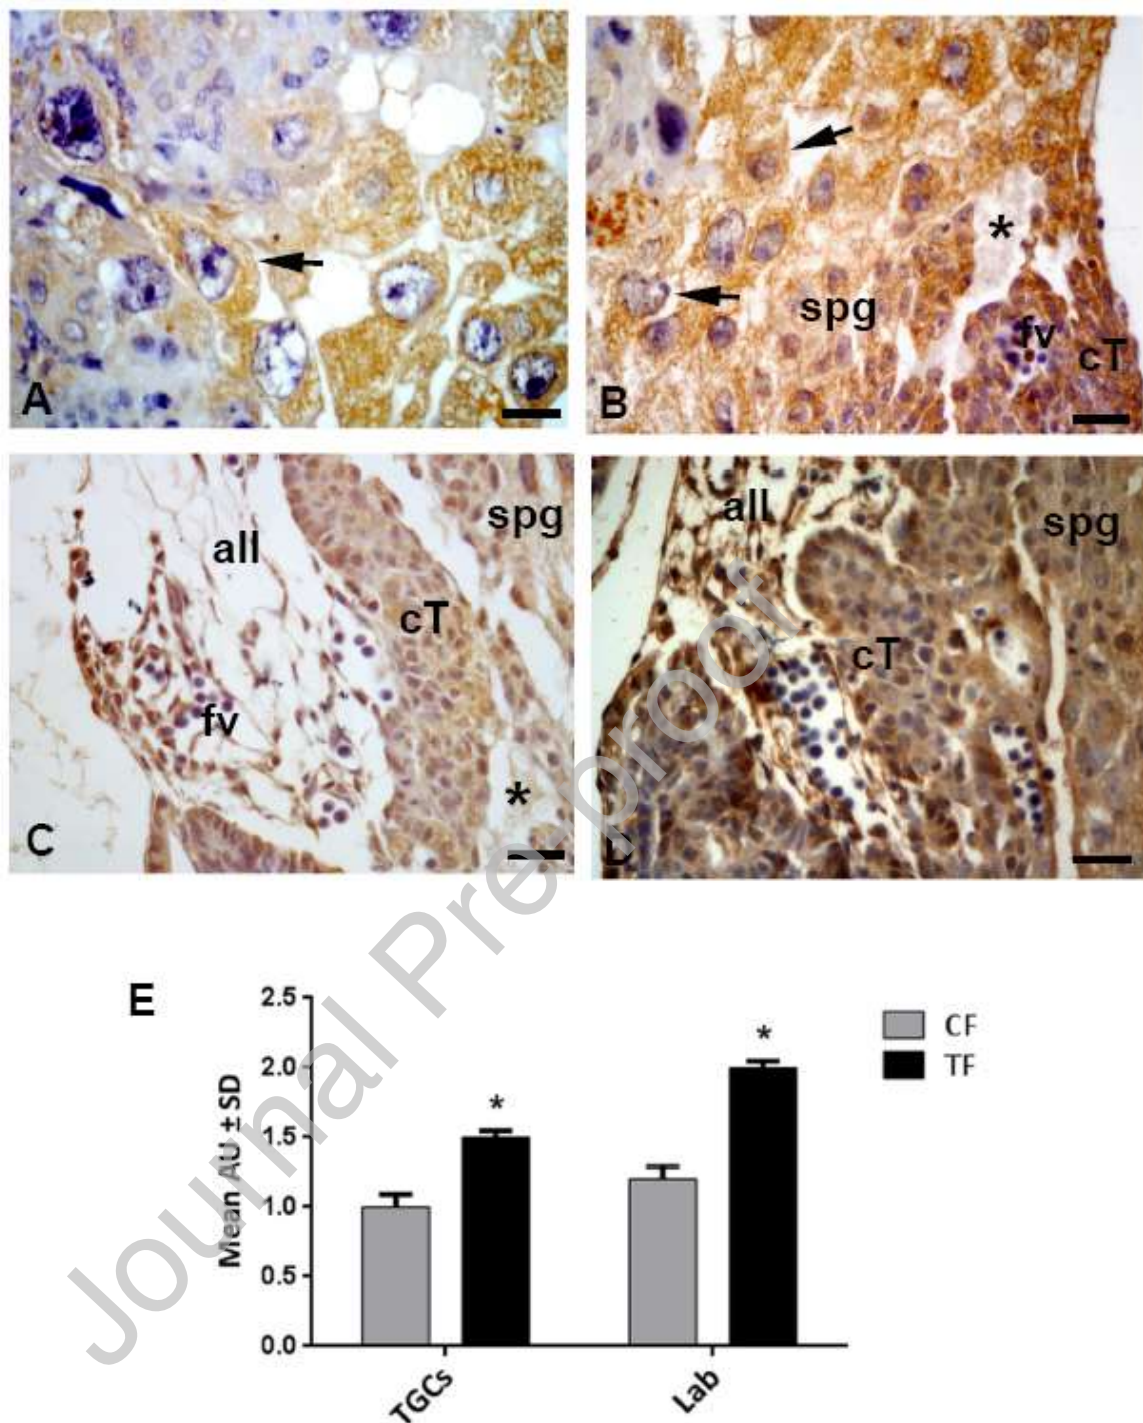 A
B
spg
*
fv
cT
C
all
spg
cT
fv
*
D
all
spg
cT
E
Mean AU ± SD
2.5
2.0
1.5
1.0
0.5
0.0
*
*
CF
TF
TGCs
Lab
Journal Pre-proof